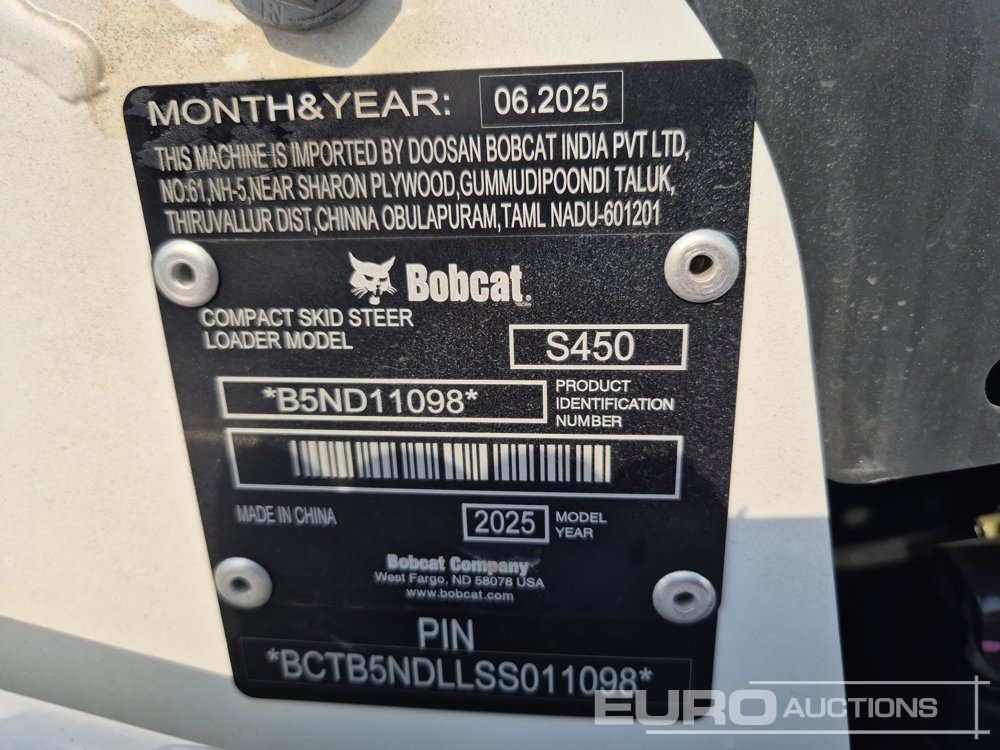 IN
MONTH&YEAR: 06.2025
THIS MACHINE IS IMPORTED BY DOOSAN BOBCAT INDIA PVT LTD,
NO:61,NH-5,NEAR SHARON PLYWOOD,GUMMUDIPOONDI TALUK,
THIRUVALLUR DIST,CHINNA OBULAPURAM,TAML NADU-601201
Bobcat.
COMPACT SKID STEER
LOADER MODEL
S450
*B5ND11098*
PRODUCT
IDENTIFICATION
NUMBER
MADE IN CHINA
2025
MODEL
YEAR
Bobcat Company
West Fargo, ND 58078 USA
www.bobcat.com
PIN
*BCTB5NDLLSS011098*
EURO AUCTIONS